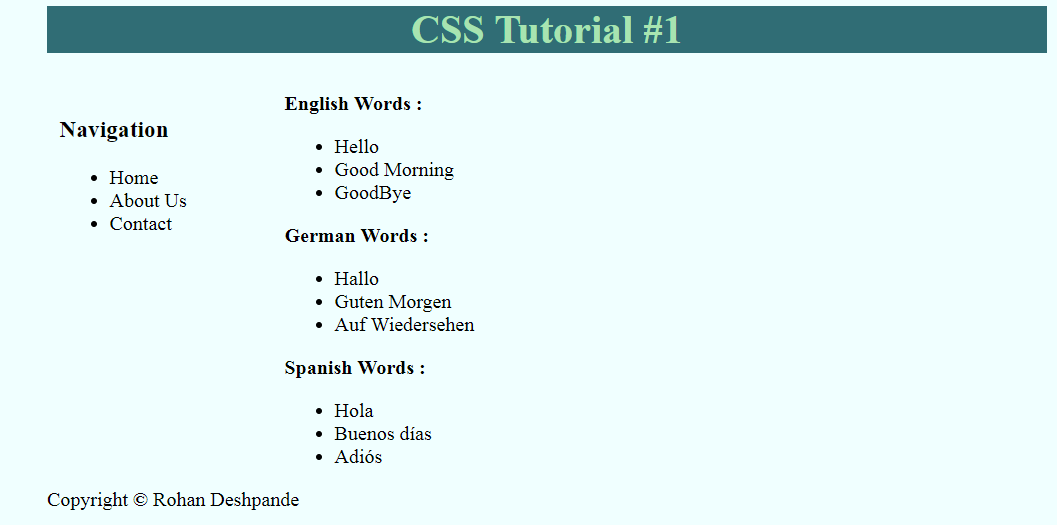 CSS Tutorial #1
Navigation
Home
About Us
Contact
English Words :
Hello
Good Morning
GoodBye
German Words :
Hallo
Guten Morgen
Auf Wiedersehen
Spanish Words :
Hola
Buenos días
Adiós
Copyright © Rohan Deshpande